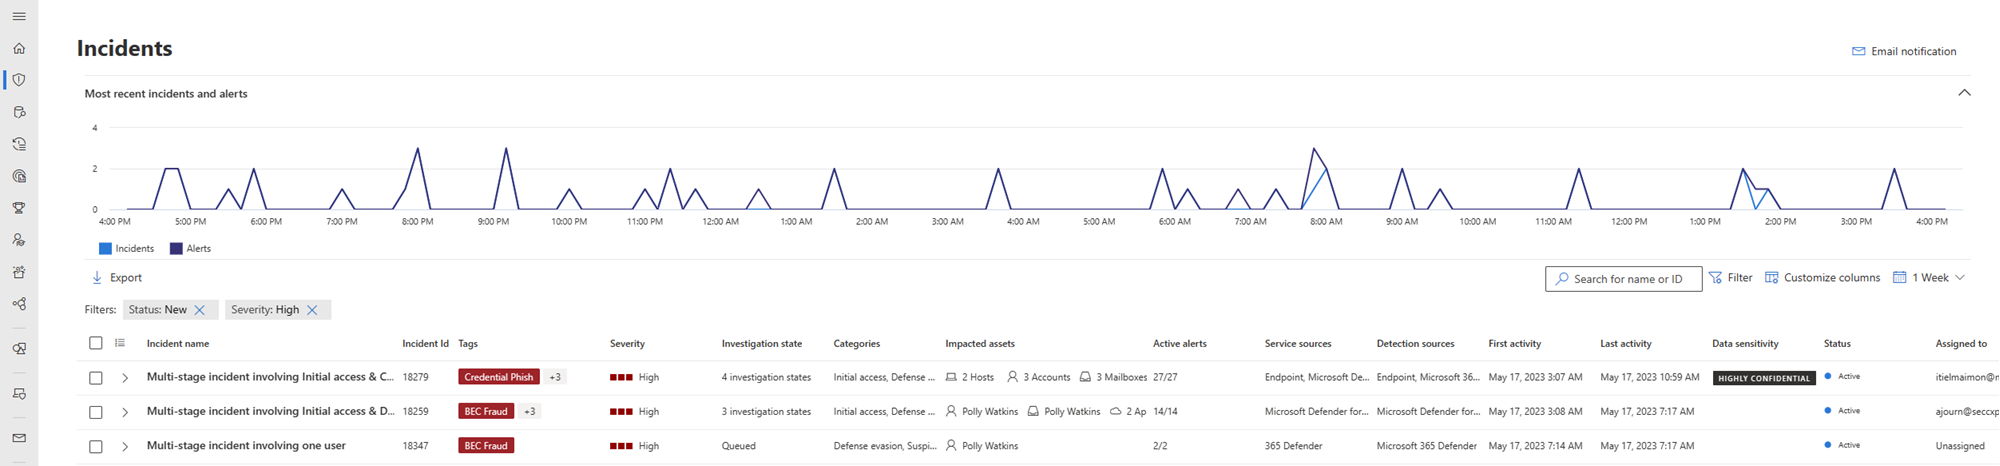 Incidents
Email notification
Most recent incidents and alerts
4
2
0
4:00 PM 5:00 PM 6:00 PM 7:00 PM 8:00 PM 9:00 PM 10:00 PM 11:00 PM 12:00 AM 1:00 AM 2:00 AM 3:00 AM 4:00 AM 5:00 AM 6:00 AM 7:00 AM 8:00 AM 9:00 AM 10:00 AM 11:00 AM 12:00 PM 1:00 PM 2:00 PM 3:00 PM 4:00 PM
Incidents Alerts
Export Search for name or ID Filter Customize columns 1 Week
Filters: Status: New Severity: High
Incident name Incident Id Tags Severity Investigation state Categories Impacted assets Active alerts Service sources Detection sources First activity Last activity Data sensitivity Status Assigned to
Multi-stage incident involving Initial access & C... 18279 Credential Phish +3 High 4 investigation states Initial access, Defense ... 2 Hosts 3 Accounts 3 Mailboxes 27/27 Endpoint, Microsoft De... Endpoint, Microsoft 36... May 17, 2023 3:07 AM May 17, 2023 10:59 AM HIGHLY CONFIDENTIAL Active itielmaimon@m
Multi-stage incident involving Initial access & D... 18259 BEC Fraud +3 High 3 investigation states Initial access, Defense ... Polly Watkins Polly Watkins 2 Ap 14/14 Microsoft Defender for... Microsoft Defender for... May 17, 2023 3:08 AM May 17, 2023 7:17 AM Active ajourn@seccxp
Multi-stage incident involving one user 18347 BEC Fraud High Queued Defense evasion, Suspi... Polly Watkins 2/2 365 Defender Microsoft 365 Defender May 17, 2023 7:14 AM May 17, 2023 7:17 AM Active Unassigned